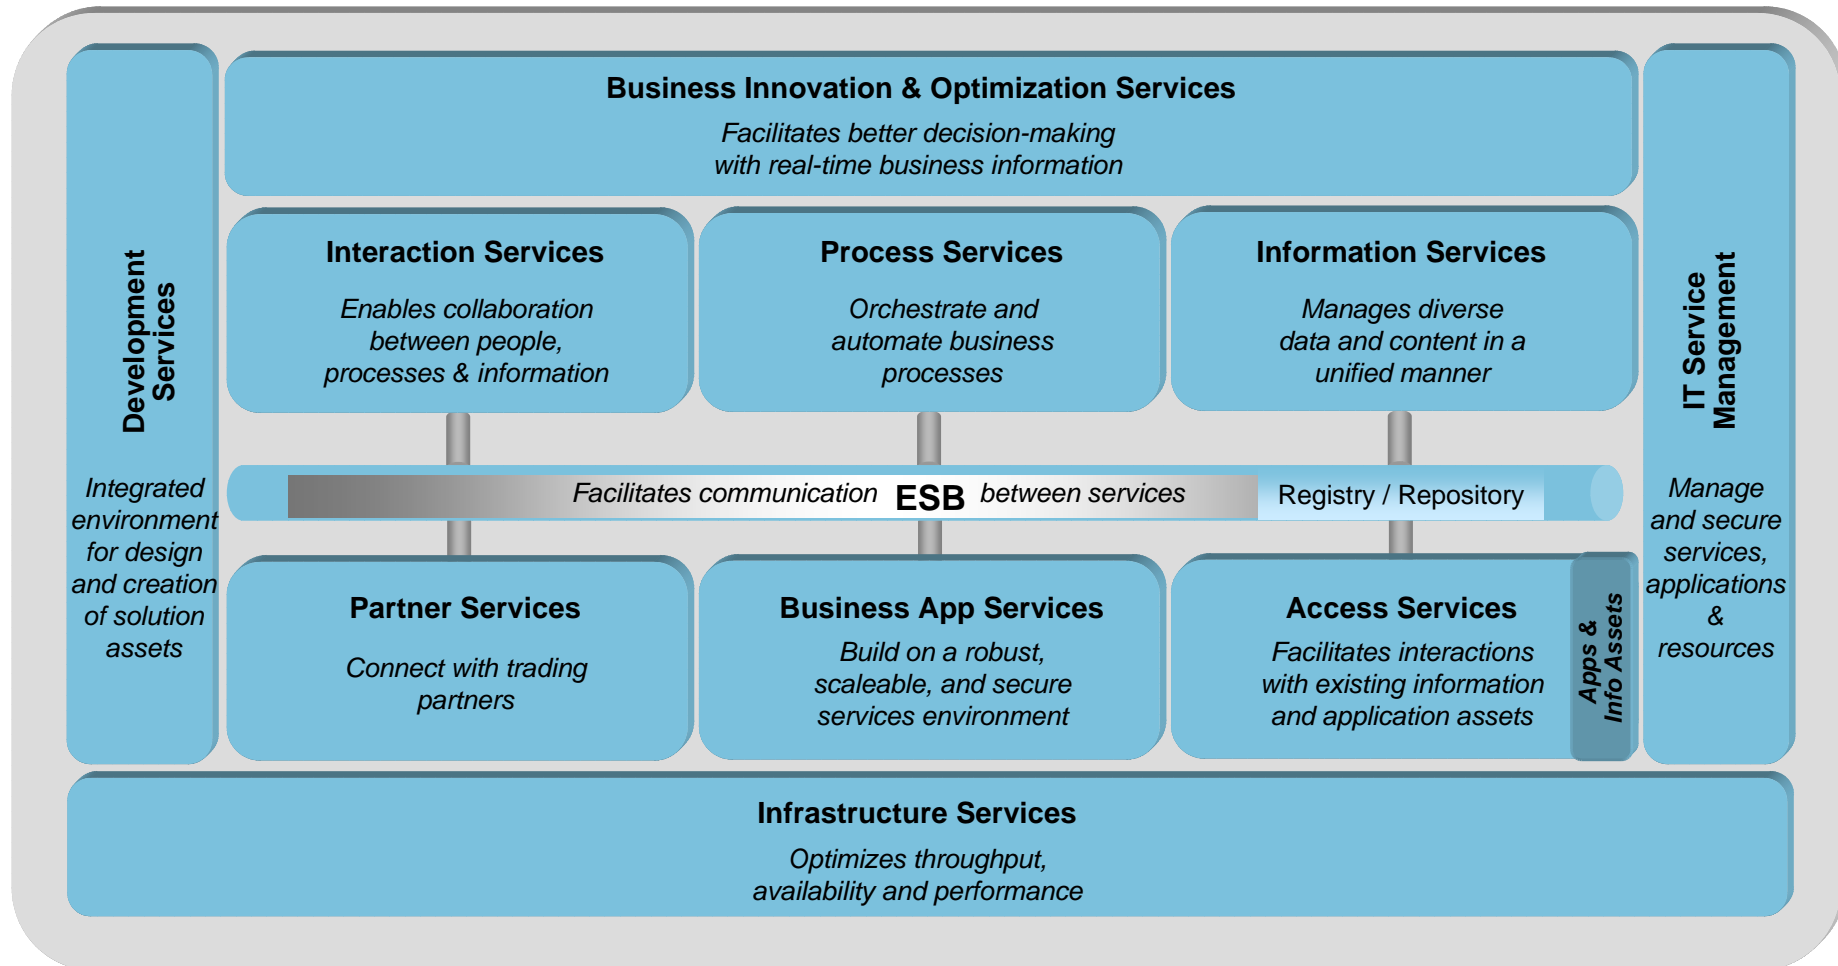 Business Innovation & Optimization Services
Facilitates better decision-making
with real-time business information
Development
Services
Integrated
environment
for design
and creation
of solution
assets
Interaction Services
Enables collaboration
between people,
processes & information
Process Services
Orchestrate and
automate business
processes
Information Services
Manages diverse
data and content in a
unified manner
IT Service
Management
Manage
and secure
services,
applications
&
resources
Facilitates communication ESB between services
Registry / Repository
Partner Services
Connect with trading
partners
Business App Services
Build on a robust,
scaleable, and secure
services environment
Access Services
Facilitates interactions
with existing information
and application assets
Apps &
Info Assets
Infrastructure Services
Optimizes throughput,
availability and performance